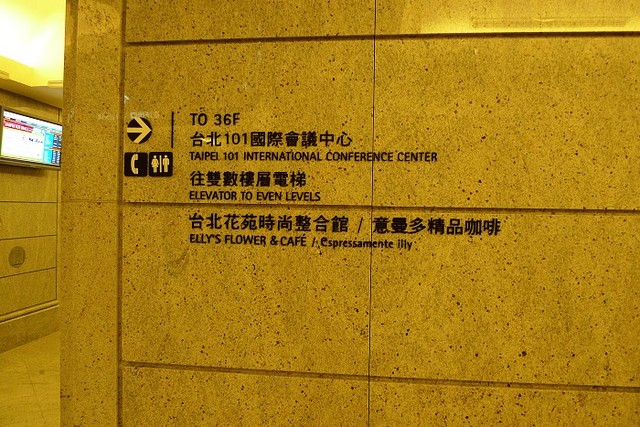 TO 36F
台北101國際會議中心
TAIPEI 101 INTERNATIONAL CONFERENCE CENTER
往雙數樓層電梯
ELEVATOR TO EVEN LEVELS
台北花苑時尚整合館 / 意曼多精品咖啡
ELLY'S FLOWER & CAFÉ / Espressamente illy